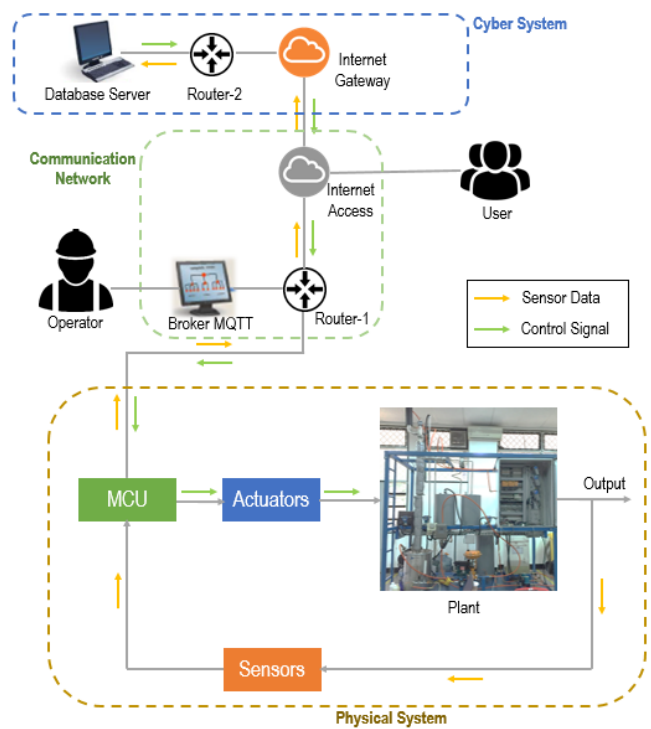 Cyber System
Database Server
Router-2
Internet
Gateway
Communication
Network
Internet
Access
User
Operator
Broker MQTT
Router-1
Sensor Data
Control Signal
MCU
Actuators
Output
Plant
Sensors
Physical System